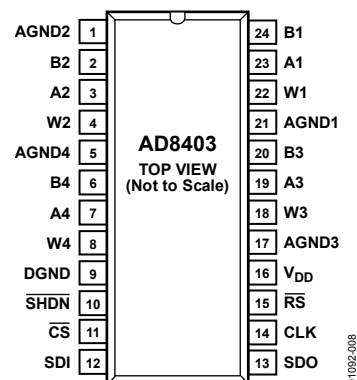 AGND2 1
B2 2
A2 3
W2 4
AGND4 5
B4 6
A4 7
W4 8
DGND 9
SHDN 10
CS 11
SDI 12
AD8403
TOP VIEW
(Not to Scale)
24 B1
23 A1
22 W1
21 AGND1
20 B3
19 A3
18 W3
17 AGND3
16 VDD
15 RS
14 CLK
13 SDO
01092-008